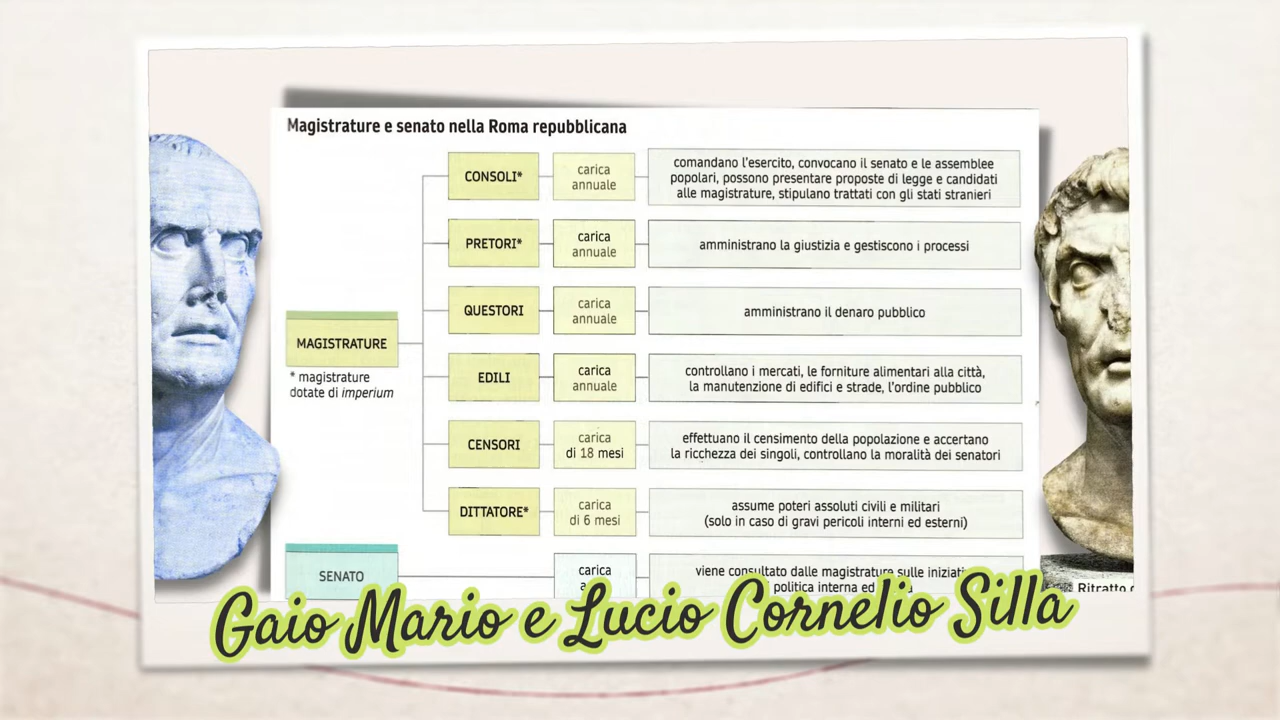 Magistrature e senato nella Roma repubblicana
CONSOLI*
carica
annuale
comandano l'esercito, convocano il senato e le assemblee
popolari, possono presentare proposte di legge e candidati
alle magistrature, stipulano trattati con gli stati stranieri
PRETORI*
carica
annuale
amministrano la giustizia e gestiscono i processi
QUESTORI
carica
annuale
amministrano il denaro pubblico
MAGISTRATURE
* magistrature
dotate di imperium
EDILI
carica
annuale
controllano i mercati, le forniture alimentari alla città,
la manutenzione di edifici e strade, l'ordine pubblico
CENSORI
carica
di 18 mesi
effettuano il censimento della popolazione e accertano
la ricchezza dei singoli, controllano la moralità dei senatori
DITTATORE*
carica
di 6 mesi
assume poteri assoluti civili e militari
(solo in caso di gravi pericoli interni ed esterni)
SENATO
carica
viene consultato dalle magistrature sulle
politica interna ed
Ritratto
Gaio Mario e Lucio Cornelio Silla